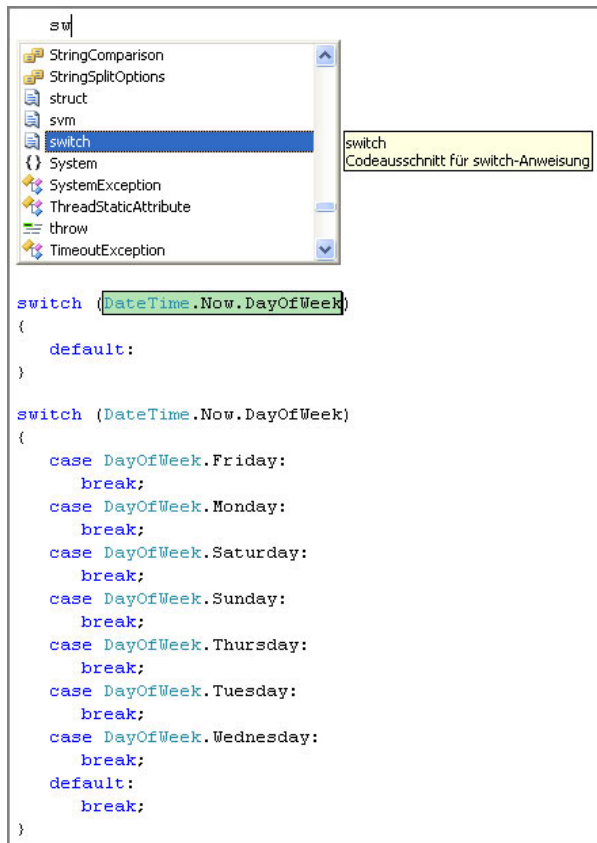 sw
StringComparison
StringSplitOptions
struct
svm
switch
switch
Codeausschnitt für switch-Anweisung
{} System
SystemException
ThreadStaticAttribute
throw
TimeoutException
switch (DateTime.Now.DayOfWeek)
{
default:
}
switch (DateTime.Now.DayOfWeek)
{
case DayOfWeek.Friday:
break;
case DayOfWeek.Monday:
break;
case DayOfWeek.Saturday:
break;
case DayOfWeek.Sunday:
break;
case DayOfWeek.Thursday:
break;
case DayOfWeek.Tuesday:
break;
case DayOfWeek.Wednesday:
break;
default:
break;
}